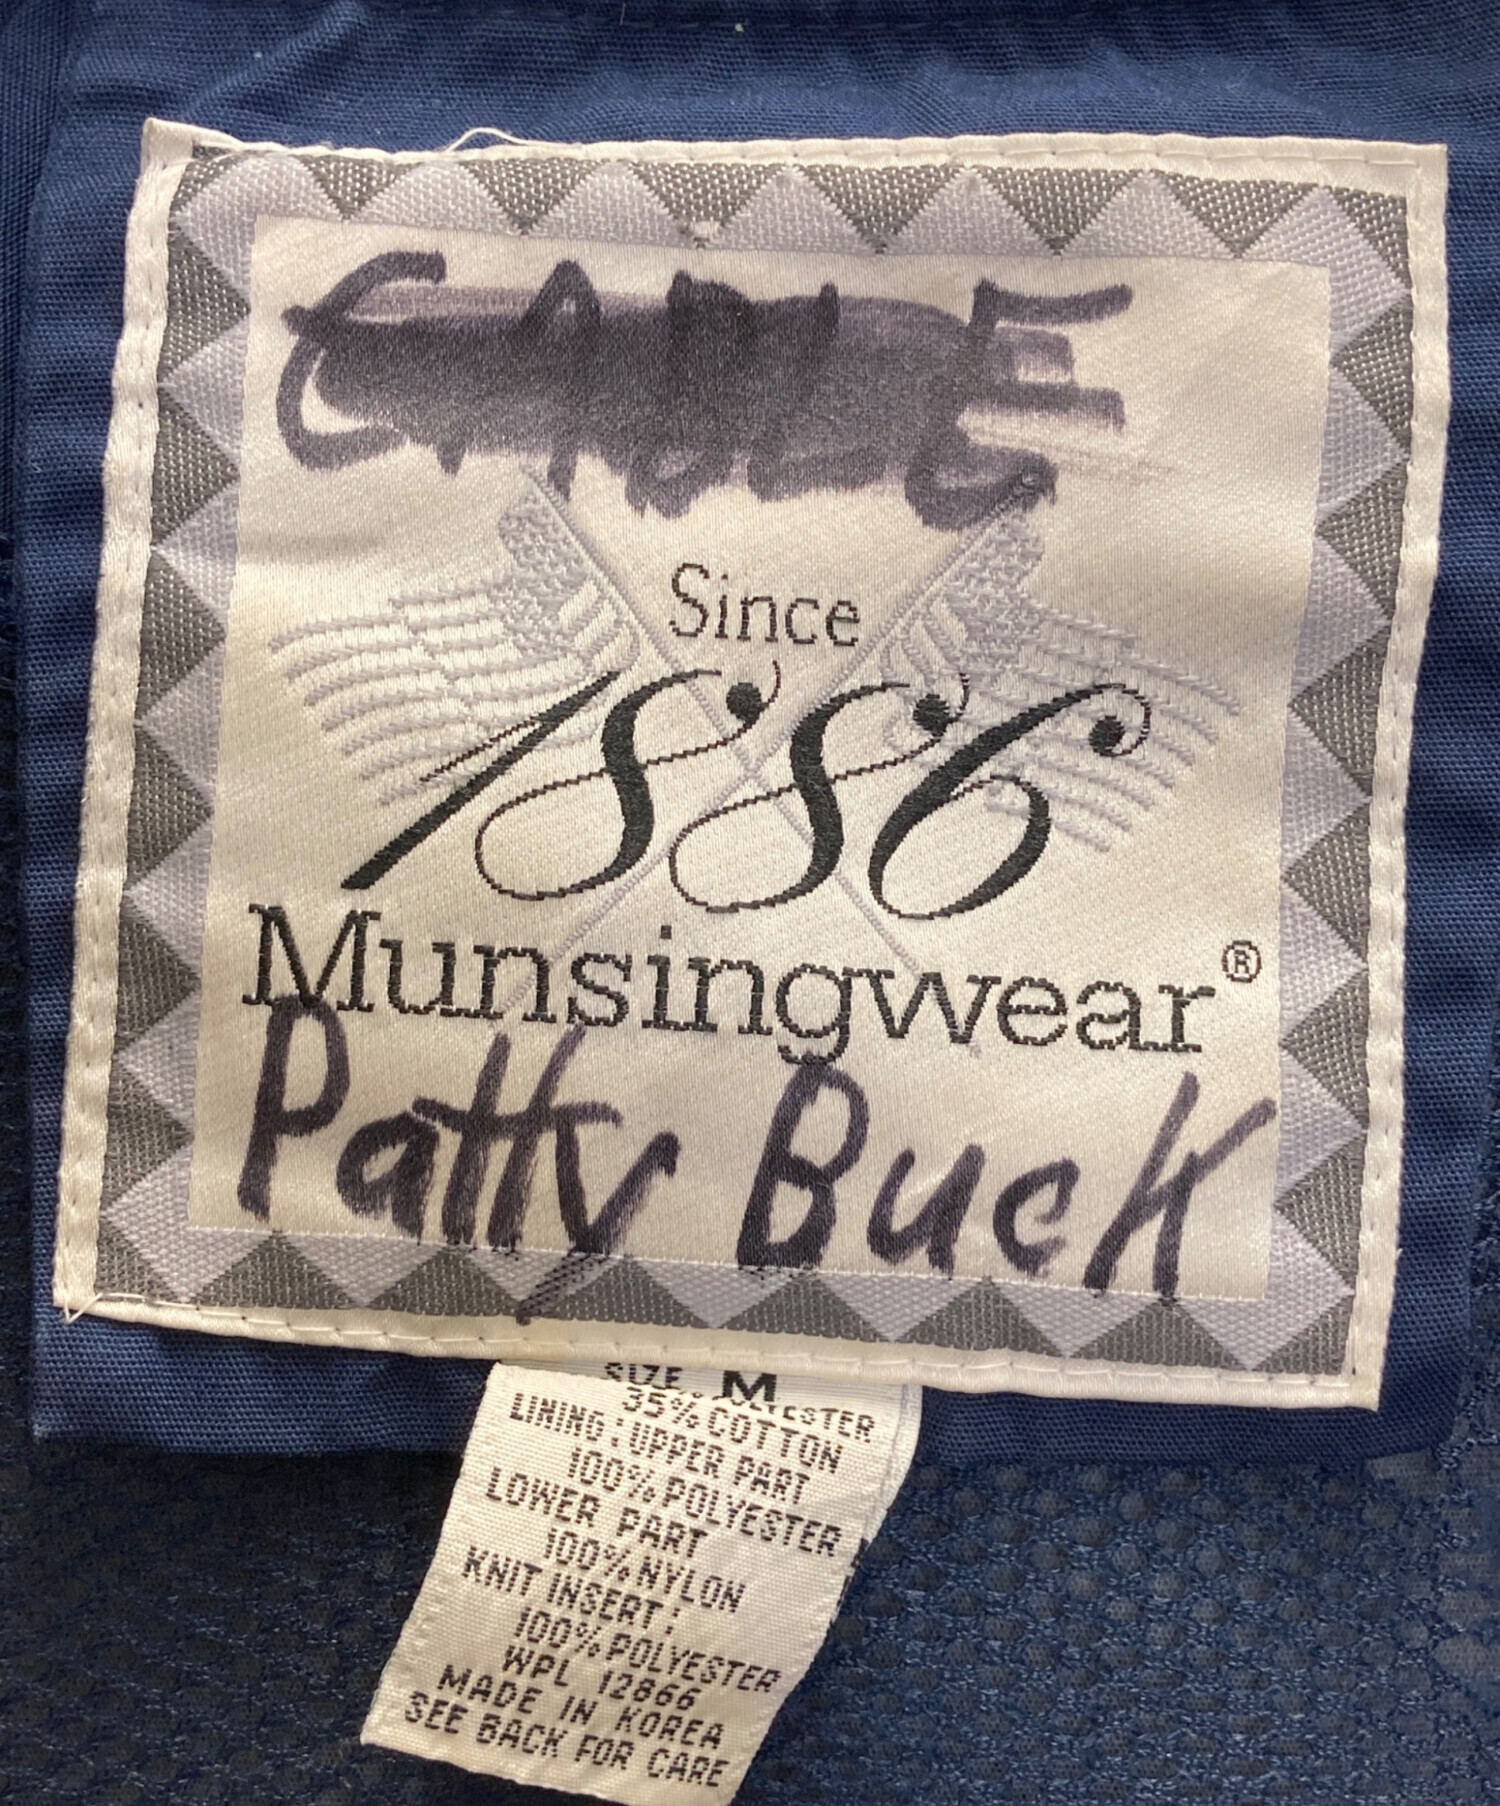 Since
1886
Munsingwear®
Patty Buck
SIZE M
35% COTTON
LINING : UPPER PART
100% POLYESTER
LOWER PART
100% NYLON
KNIT INSERT :
100% POLYESTER
WPL 12866
MADE IN KOREA
SEE BACK FOR CARE